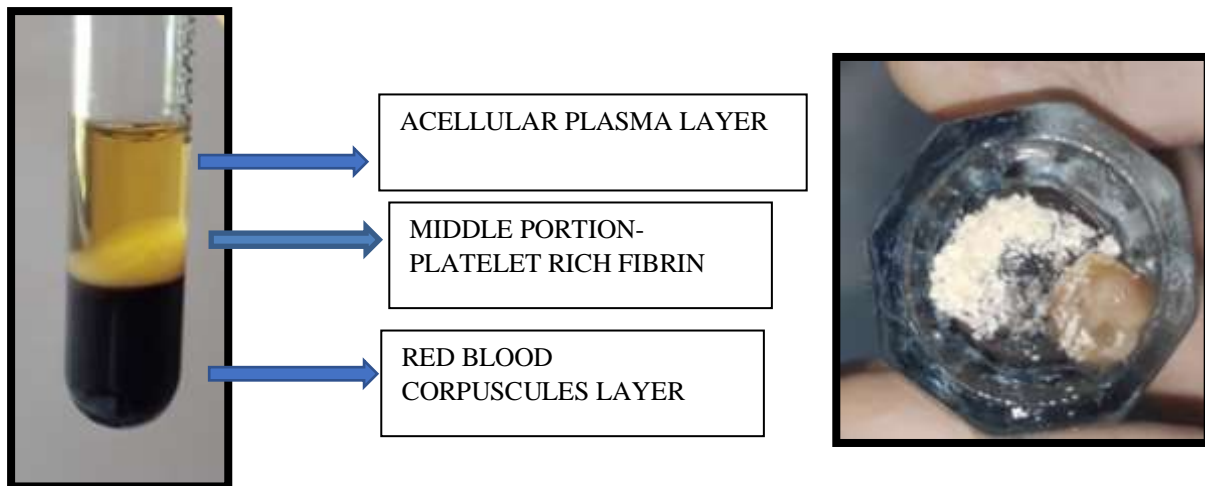 ACELLULAR PLASMA LAYER
MIDDLE PORTION-
PLATELET RICH FIBRIN
RED BLOOD
CORPUSCULES LAYER